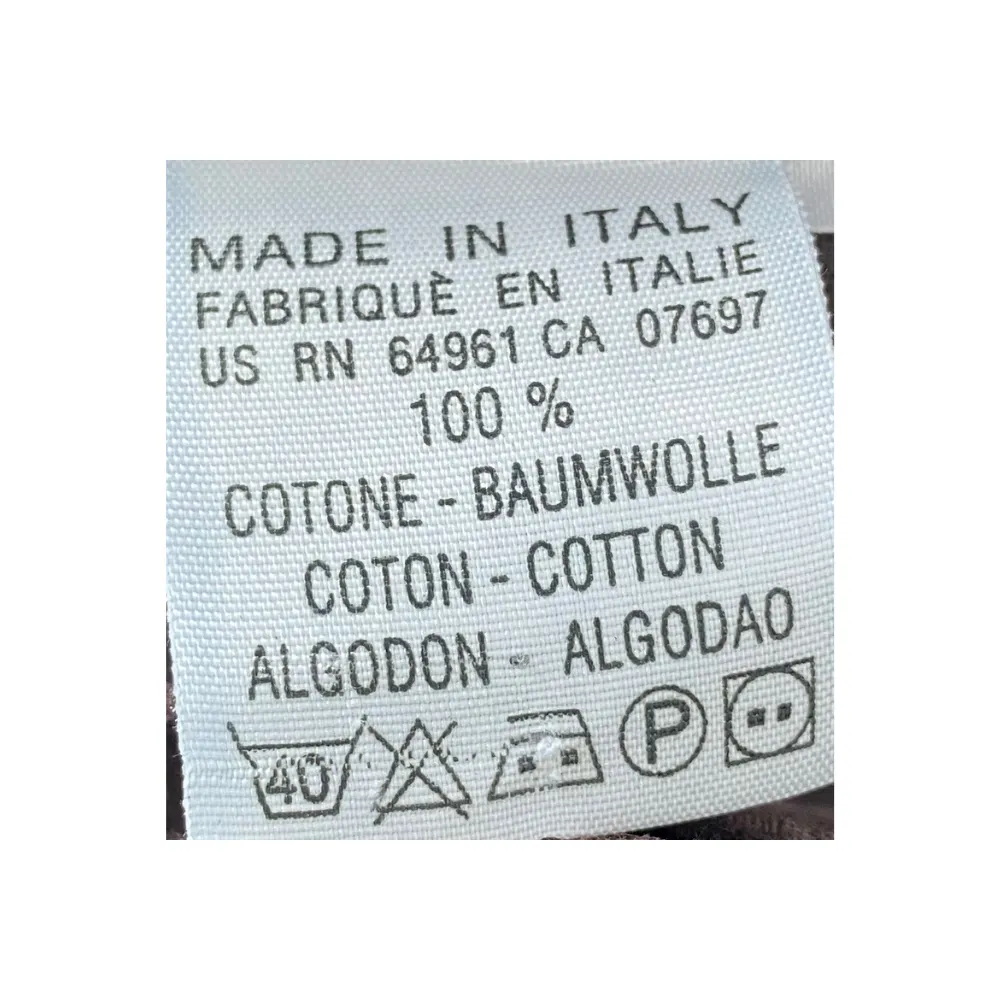 MADE IN ITALY
FABRIQUÈ EN ITALIE
US RN 64961 CA 07697
100 %
COTONE - BAUMWOLLE
COTON - COTTON
ALGODON - ALGODAO
40 P